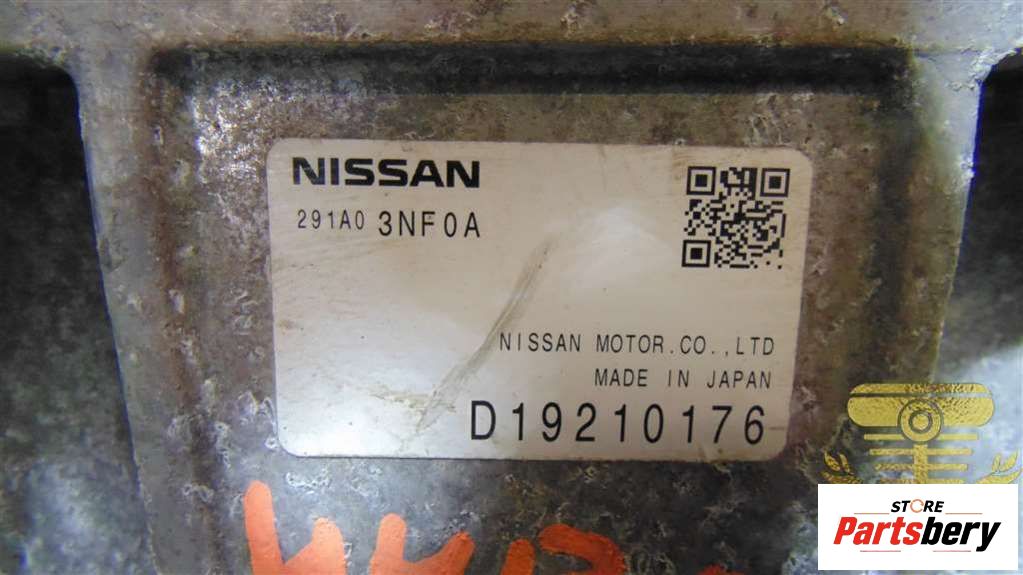 NISSAN
291A0 3NF0A
NISSAN MOTOR.CO.,LTD
MADE IN JAPAN
D19210176
STORE
Partsbery